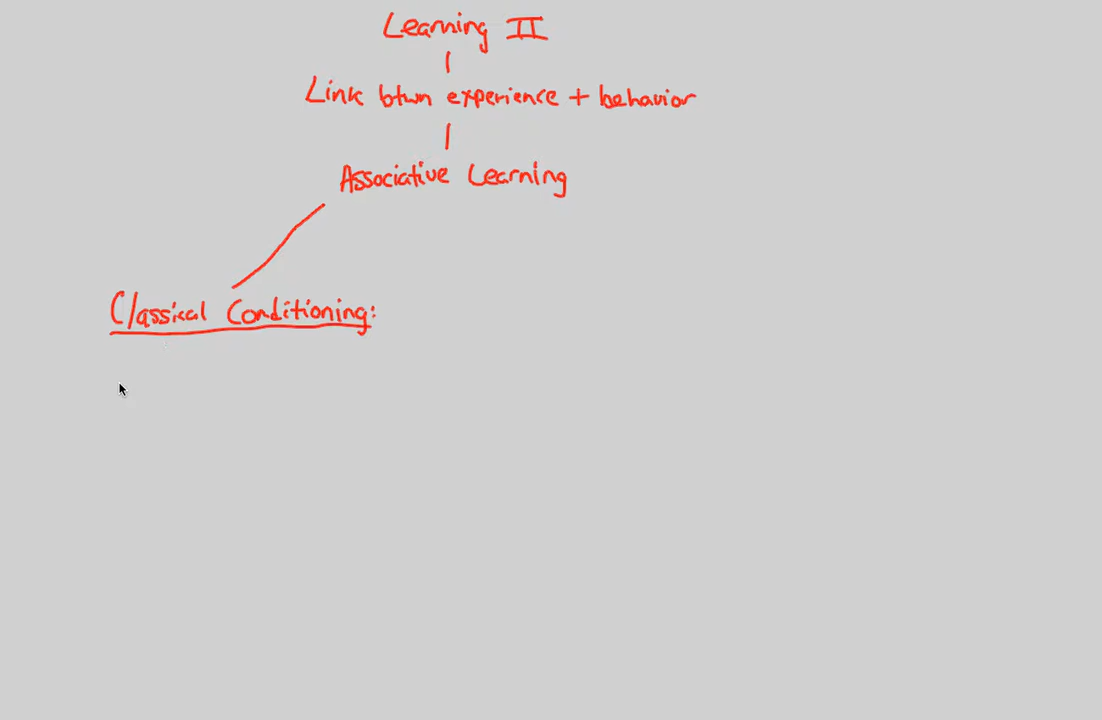 Learning II
Link btwn experience + behavior
Associative Learning
Classical Conditioning: